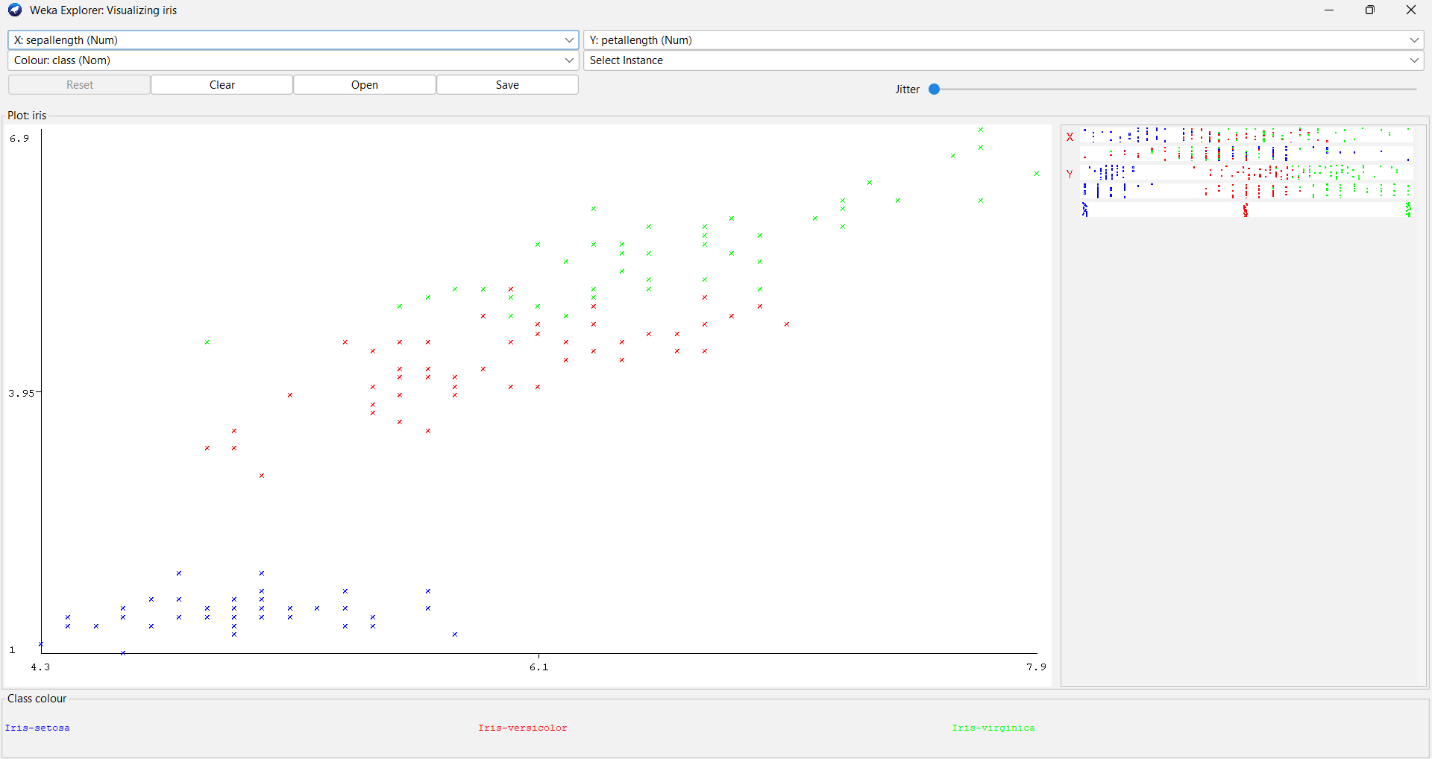 Weka Explorer: Visualizing iris
X: sepallength (Num)
Y: petallength (Num)
Colour: class (Nom)
Select Instance
Reset
Clear
Open
Save
Jitter
Plot: iris
6.9
3.95
1
4.3
6.1
7.9
X
Y
Class colour
Iris-setosa
Iris-versicolor
Iris-virginica